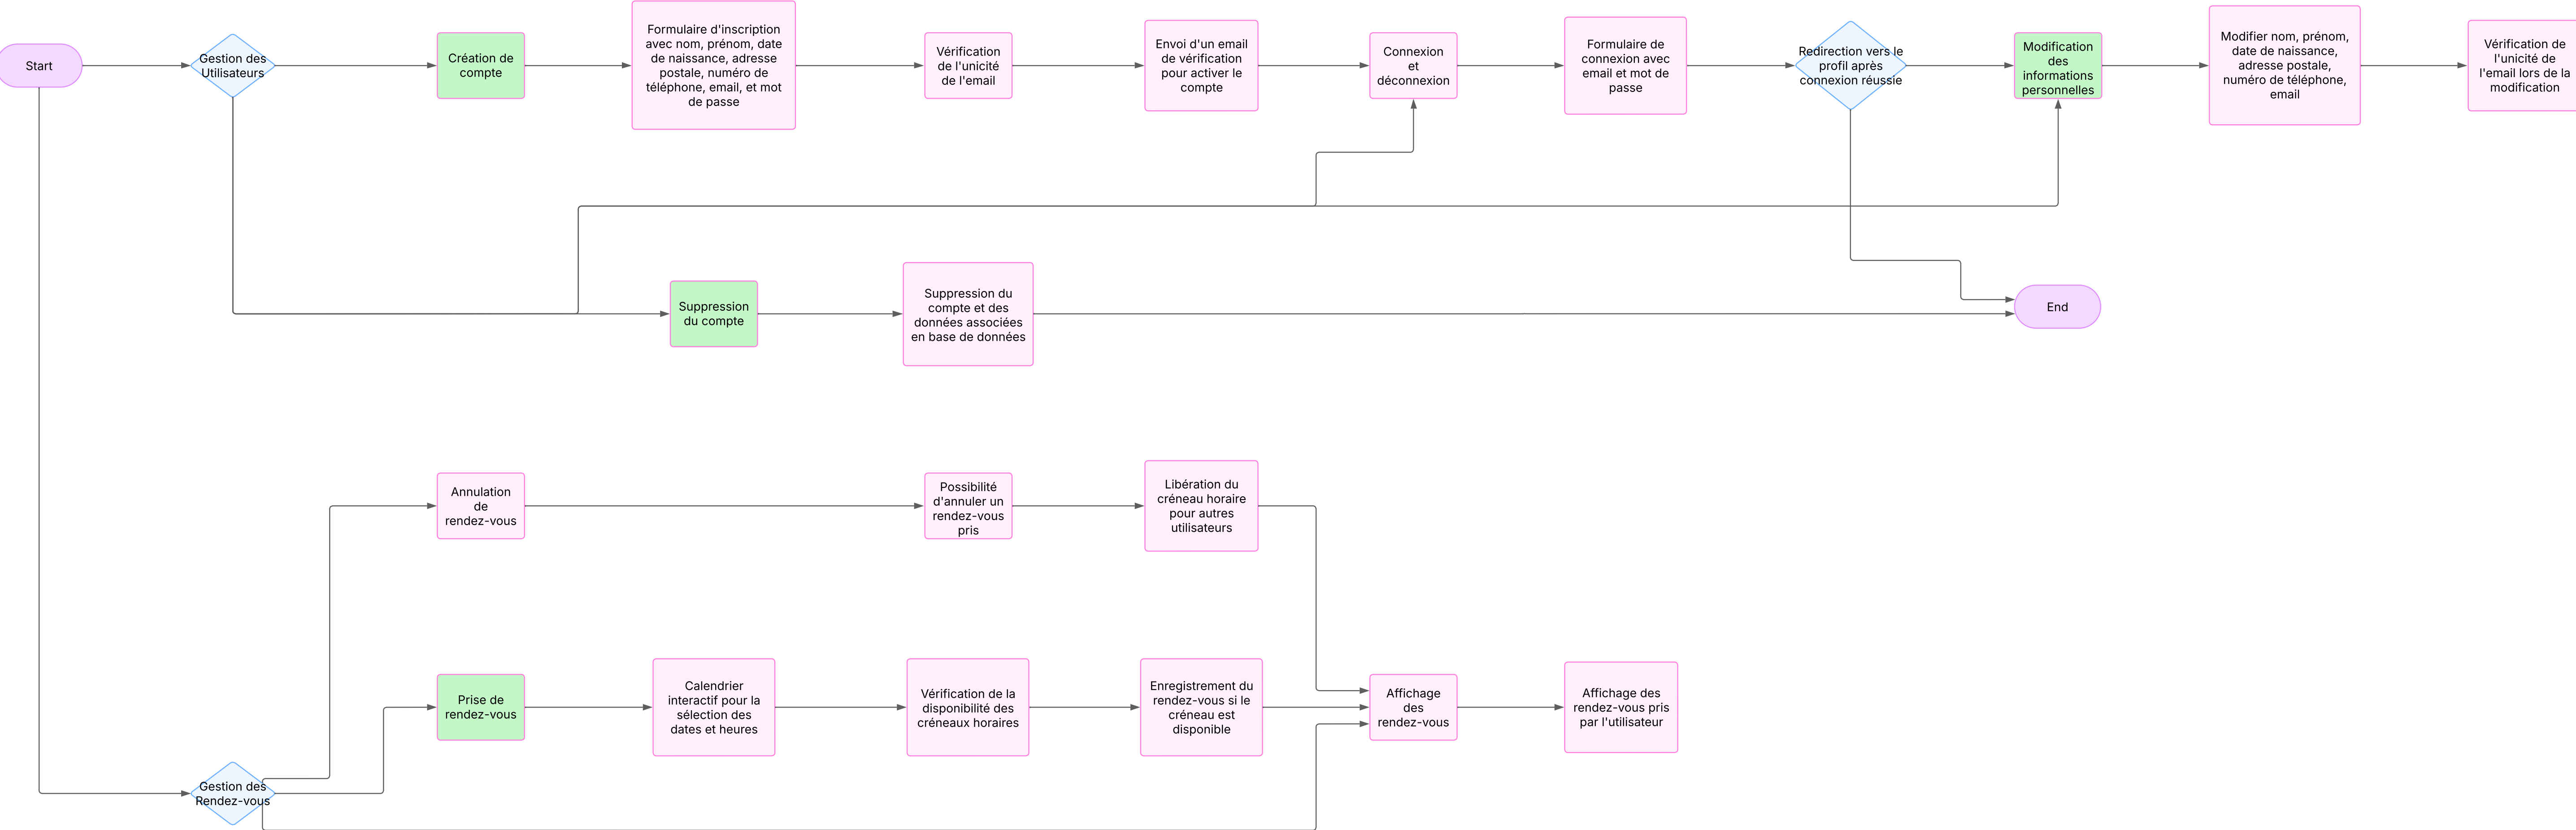 Start
Gestion des
Utilisateurs
Création de
compte
Formulaire d'inscription
avec nom, prénom, date
de naissance, adresse
postale, numéro de
téléphone, email, et mot
de passe
Vérification
de l'unicité
de l'email
Envoi d'un email
de vérification
pour activer le
compte
Connexion
et
déconnexion
Formulaire de
connexion avec
email et mot de
passe
Redirection vers le
profil après
connexion réussie
Modification
des
informations
personnelles
Modifier nom, prénom,
date de naissance,
adresse postale,
numéro de téléphone,
email
Vérification de
l'unicité de
l'email lors de la
modification
Suppression
du compte
Suppression du
compte et des
données associées
en base de données
End
Annulation
de
rendez-vous
Possibilité
d'annuler un
rendez-vous
pris
Libération du
créneau horaire
pour autres
utilisateurs
Prise de
rendez-vous
Calendrier
interactif pour la
sélection des
dates et heures
Vérification de la
disponibilité des
créneaux horaires
Enregistrement du
rendez-vous si le
créneau est
disponible
Affichage
des
rendez-vous
Affichage des
rendez-vous pris
par l'utilisateur
Gestion des
Rendez-vous